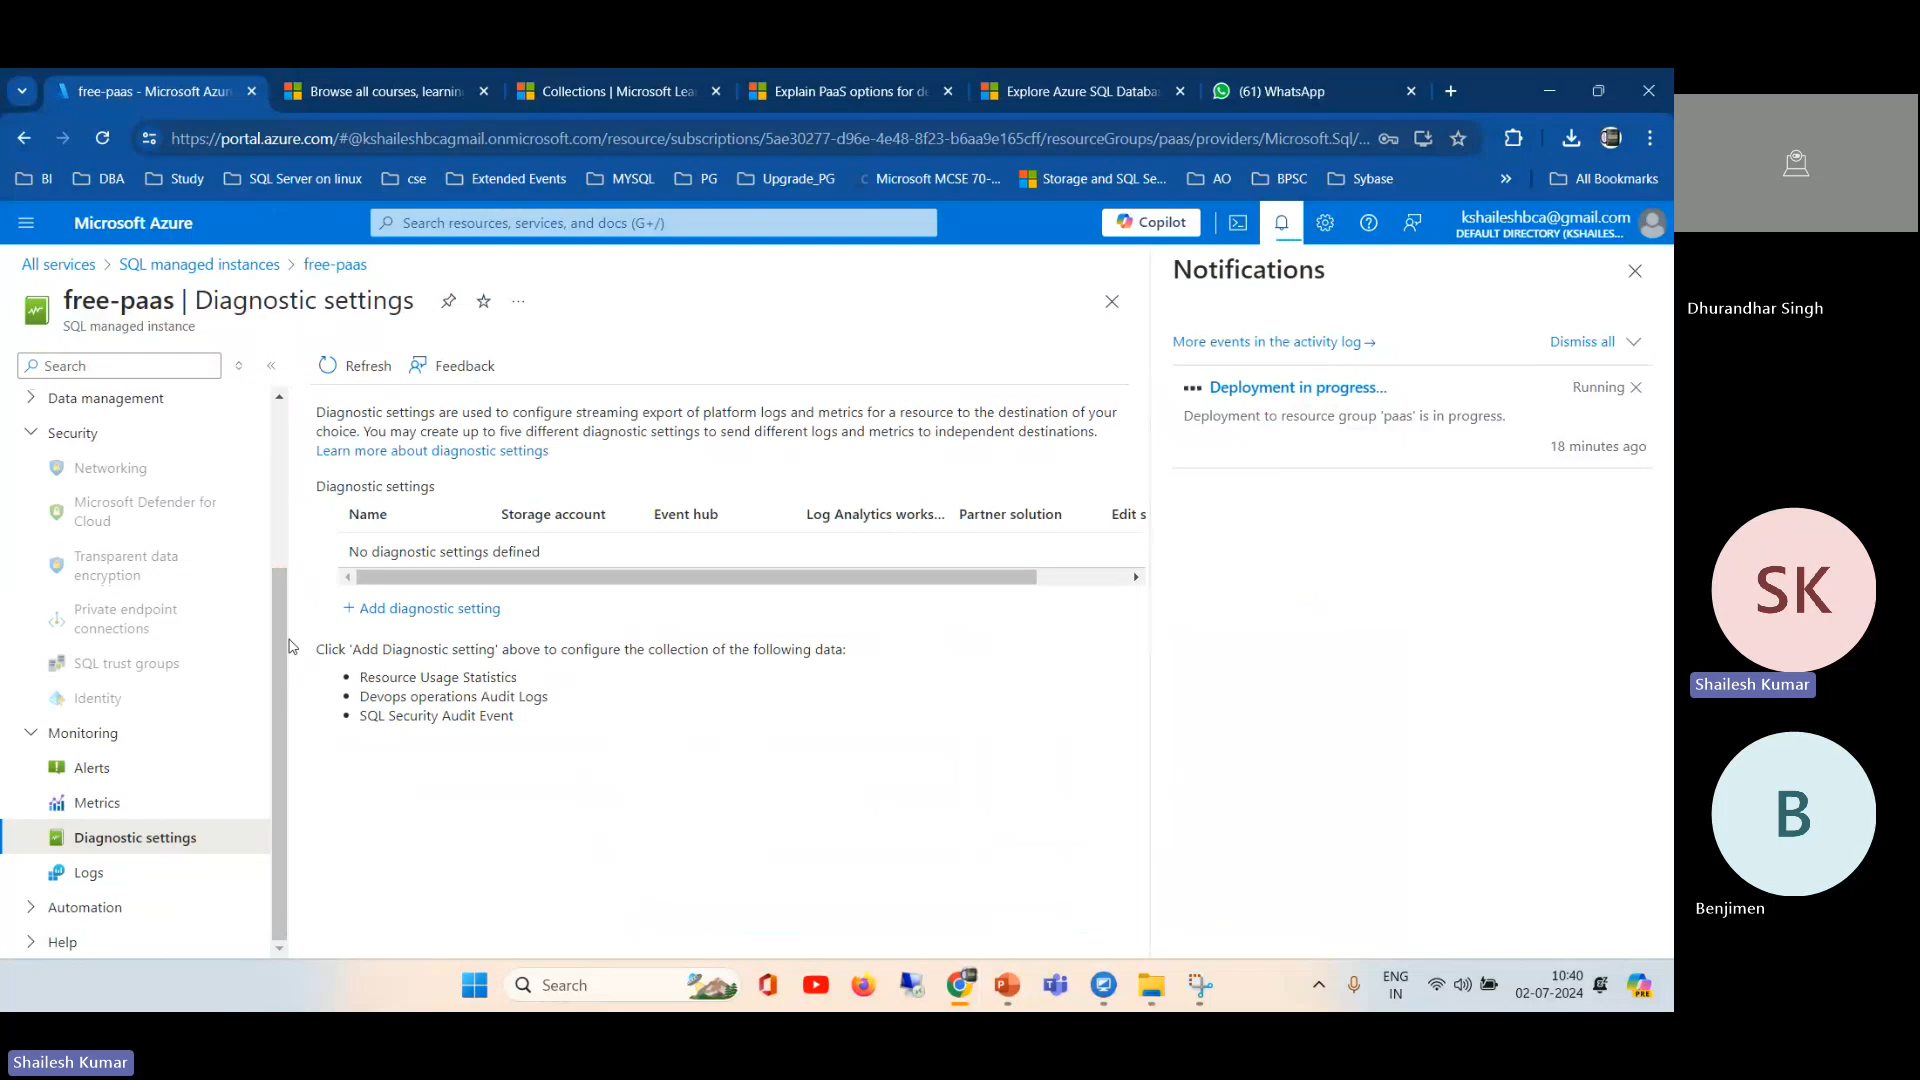 free-paas - Microsoft Azur
Browse all courses, learnin
Collections | Microsoft Lea
Explain PaaS options for de
Explore Azure SQL Databa
(61) WhatsApp
https://portal.azure.com/#@kshaileshbcagmail.onmicrosoft.com/resource/subscriptions/5ae30277-d96e-4e48-8f23-b6aa9e165cff/resourceGroups/paas/providers/Microsoft.Sql/...
BI
DBA
Study
SQL Server on linux
cse
Extended Events
MYSQL
PG
Upgrade_PG
Microsoft MCSE 70-...
Storage and SQL Se...
AO
BPSC
Sybase
All Bookmarks
Microsoft Azure
Search resources, services, and docs (G+/)
Copilot
kshaileshbca@gmail.com
DEFAULT DIRECTORY (KSHAILES...
All services > SQL managed instances > free-paas
free-paas | Diagnostic settings
SQL managed instance
Search
Data management
Security
Networking
Microsoft Defender for
Cloud
Transparent data
encryption
Private endpoint
connections
SQL trust groups
Identity
Monitoring
Alerts
Metrics
Diagnostic settings
Logs
Automation
Help
Refresh
Feedback
Diagnostic settings are used to configure streaming export of platform logs and metrics for a resource to the destination of your
choice. You may create up to five different diagnostic settings to send different logs and metrics to independent destinations.
Learn more about diagnostic settings
Diagnostic settings
Name
Storage account
Event hub
Log Analytics works...
Partner solution
Edit s
No diagnostic settings defined
+ Add diagnostic setting
Click 'Add Diagnostic setting' above to configure the collection of the following data:
• Resource Usage Statistics
• Devops operations Audit Logs
• SQL Security Audit Event
Notifications
More events in the activity log →
Dismiss all
Deployment in progress...
Running
Deployment to resource group 'paas' is in progress.
18 minutes ago
Dhurandhar Singh
SK
Shailesh Kumar
B
Benjimen
Search
ENG
IN
10:40
02-07-2024
PRE
Shailesh Kumar